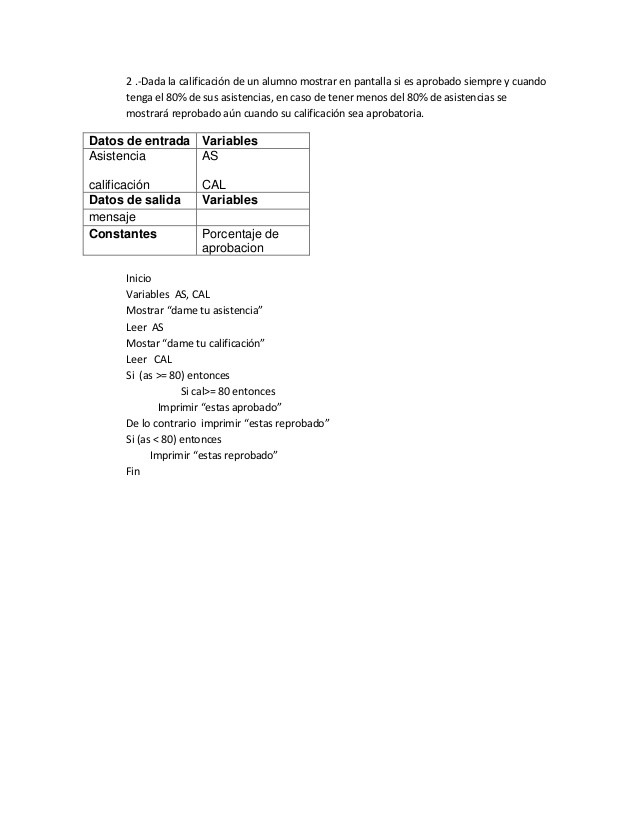 2 .-Dada la calificación de un alumno mostrar en pantalla si es aprobado siempre y cuando
tenga el 80% de sus asistencias, en caso de tener menos del 80% de asistencias se
mostrará reprobado aún cuando su calificación sea aprobatoria.
Datos de entrada Variables
Asistencia AS
calificación CAL
Datos de salida Variables
mensaje
Constantes Porcentaje de
aprobacion
Inicio
Variables AS, CAL
Mostrar “dame tu asistencia”
Leer AS
Mostar “dame tu calificación”
Leer CAL
Si (as >= 80) entonces
Si cal>= 80 entonces
Imprimir “estas aprobado”
De lo contrario imprimir “estas reprobado”
Si (as < 80) entonces
Imprimir “estas reprobado”
Fin